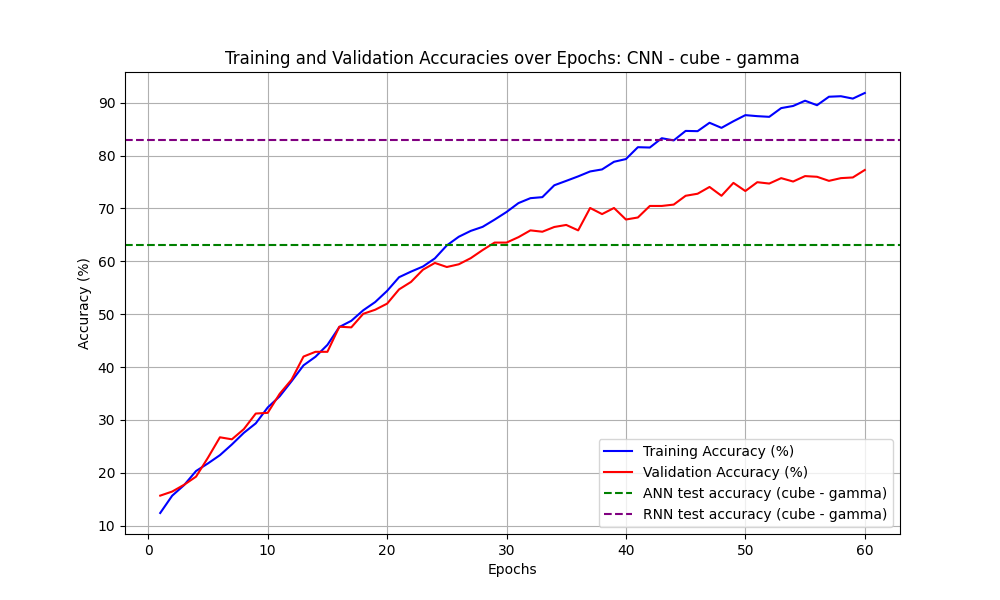 Training and Validation Accuracies over Epochs: CNN - cube - gamma
Accuracy (%)
90
80
70
60
50
40
30
20
10
0
10
20
30
40
50
60
Epochs
Training Accuracy (%)
Validation Accuracy (%)
ANN test accuracy (cube - gamma)
RNN test accuracy (cube - gamma)